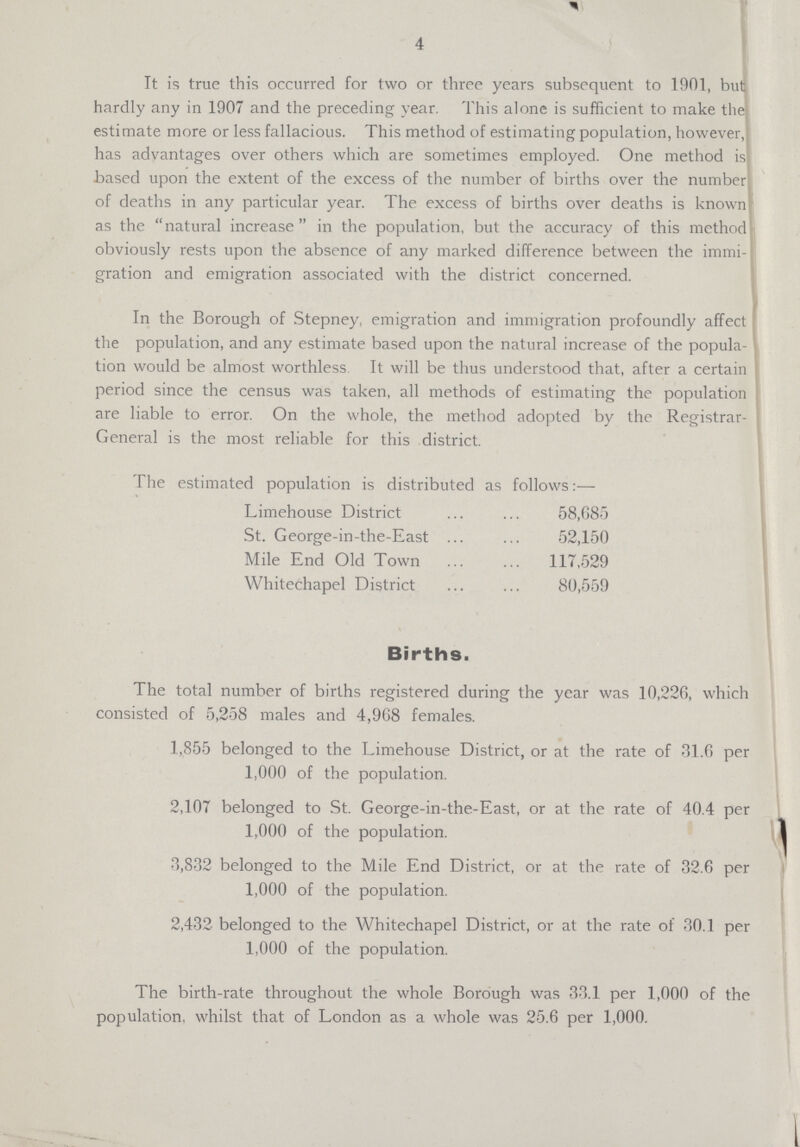 4
It is true this occurred for two or three years subsequent to 1901, but
hardly any in 1907 and the preceding year. This alone is sufficient to make the
estimate more or less fallacious. This method of estimating population, however,
has advantages over others which are sometimes employed. One method is
based upon the extent of the excess of the number of births over the number
of deaths in any particular year. The excess of births over deaths is known
as the "natural increase" in the population, but the accuracy of this method
obviously rests upon the absence of any marked difference between the immi-
gration and emigration associated with the district concerned.
In the Borough of Stepney, emigration and immigration profoundly affect
the population, and any estimate based upon the natural increase of the popula-
tion would be almost worthless. It will be thus understood that, after a certain
period since the census was taken, all methods of estimating the population
are liable to error. On the whole, the method adopted by the Registrar-
General is the most reliable for this district.
The estimated population is distributed as follows:—
Limehouse District ... ... 58,685
St. George-in-the-East ... ... 52,150
Mile End Old Town ... ... 117,529
Whitechapel District ... ... 80,559
Births.
The total number of births registered during the year was 10,226, which
consisted of 5,258 males and 4,968 females.
1,855 belonged to the Limehouse District, or at the rate of 31.6 per
1,000 of the population.
2,107 belonged to St. George-in-the-East, or at the rate of 40.4 per
1,000 of the population.
3,832 belonged to the Mile End District, or at the rate of 32.6 per
1,000 of the population.
2,432 belonged to the Whitechapel District, or at the rate of 30.1 per
1,000 of the population.
The birth-rate throughout the whole Borough was 33.1 per 1,000 of the
population, whilst that of London as a whole was 25.6 per 1,000.